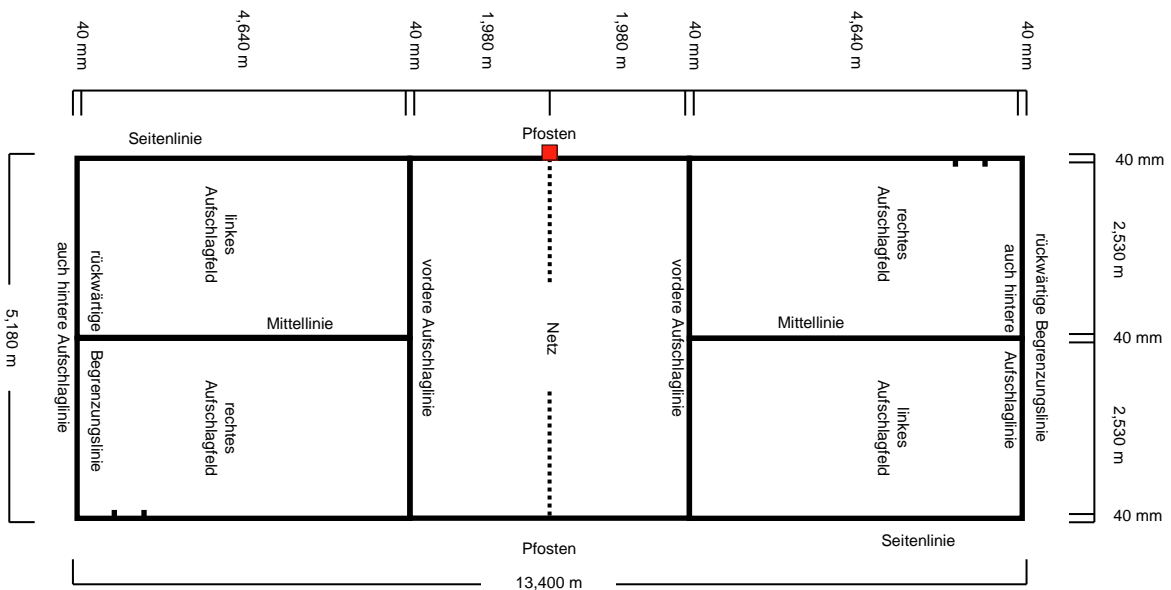 40 mm
4,640 m
40 mm
1,980 m
1,980 m
40 mm
4,640 m
40 mm
Seitenlinie
Pfosten
40 mm
linkes
Aufschlagfeld
rechtes
Aufschlagfeld
2,530 m
rückwärtige Begrenzungslinie
auch hintere Aufschlaglinie
rückwärtige Begrenzungslinie
auch hintere Aufschlaglinie
vordere Aufschlaglinie
vordere Aufschlaglinie
5,180 m
Mittellinie
Netz
Mittellinie
40 mm
rechtes
Aufschlagfeld
linkes
Aufschlagfeld
2,530 m
40 mm
Pfosten
Seitenlinie
13,400 m